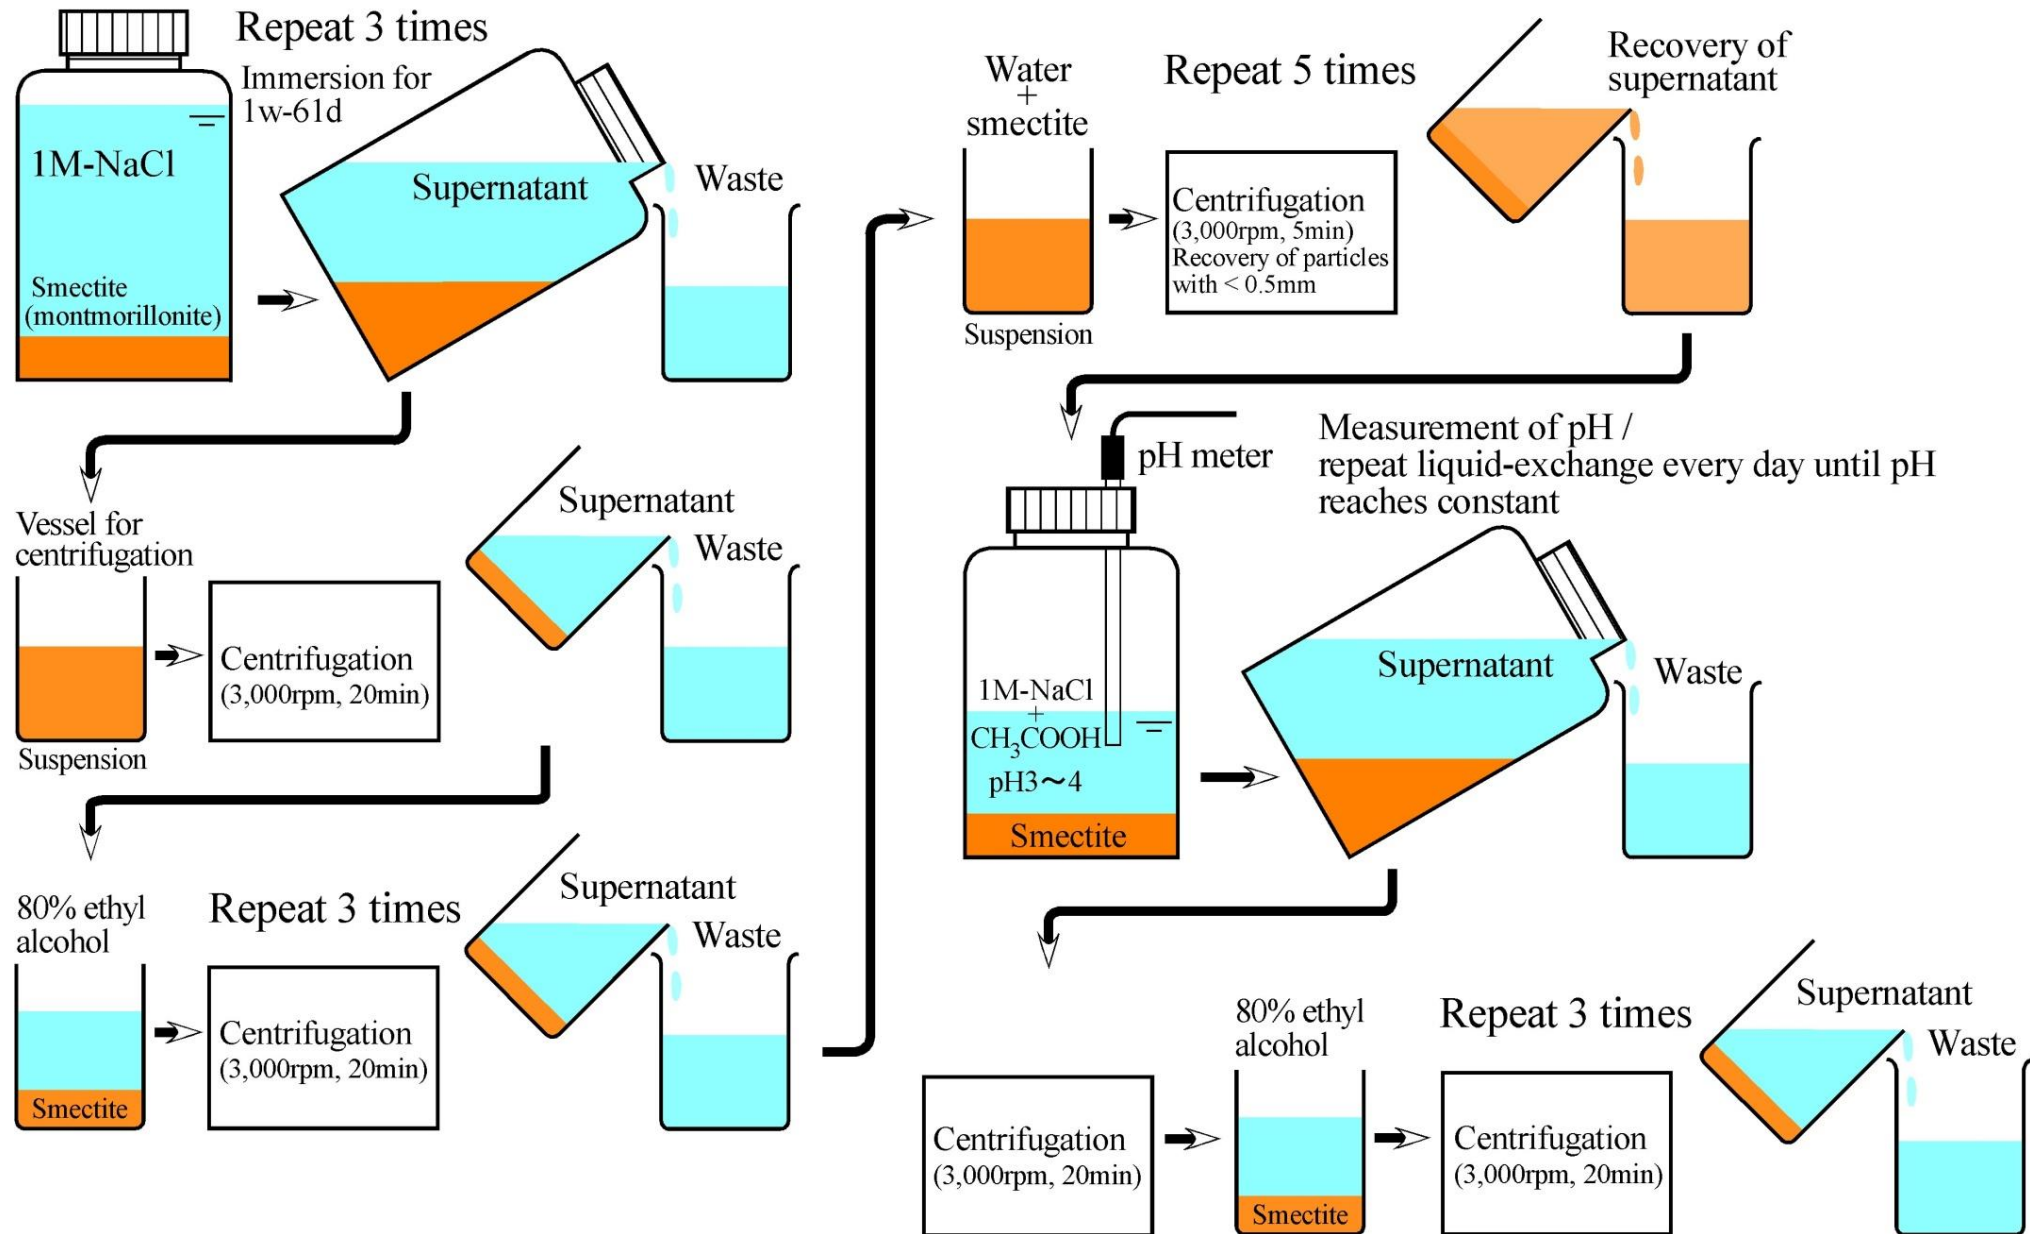 Repeat 3 times
Immersion for
1w-61d
1M-NaCl
Smectite
(montmorillonite)
Supernatant
Waste
Vessel for
centrifugation
Suspension
Centrifugation
(3,000rpm, 20min)
Supernatant
Waste
80% ethyl
alcohol
Smectite
Repeat 3 times
Centrifugation
(3,000rpm, 20min)
Supernatant
Waste
Water
+
smectite
Suspension
Repeat 5 times
Centrifugation
(3,000rpm, 5min)
Recovery of particles
with < 0.5mm
Recovery of
supernatant
pH meter
Measurement of pH /
repeat liquid-exchange every day until pH
reaches constant
1M-NaCl
+
CH₃COOH
pH3～4
Smectite
Supernatant
Waste
Centrifugation
(3,000rpm, 20min)
80% ethyl
alcohol
Smectite
Repeat 3 times
Centrifugation
(3,000rpm, 20min)
Supernatant
Waste